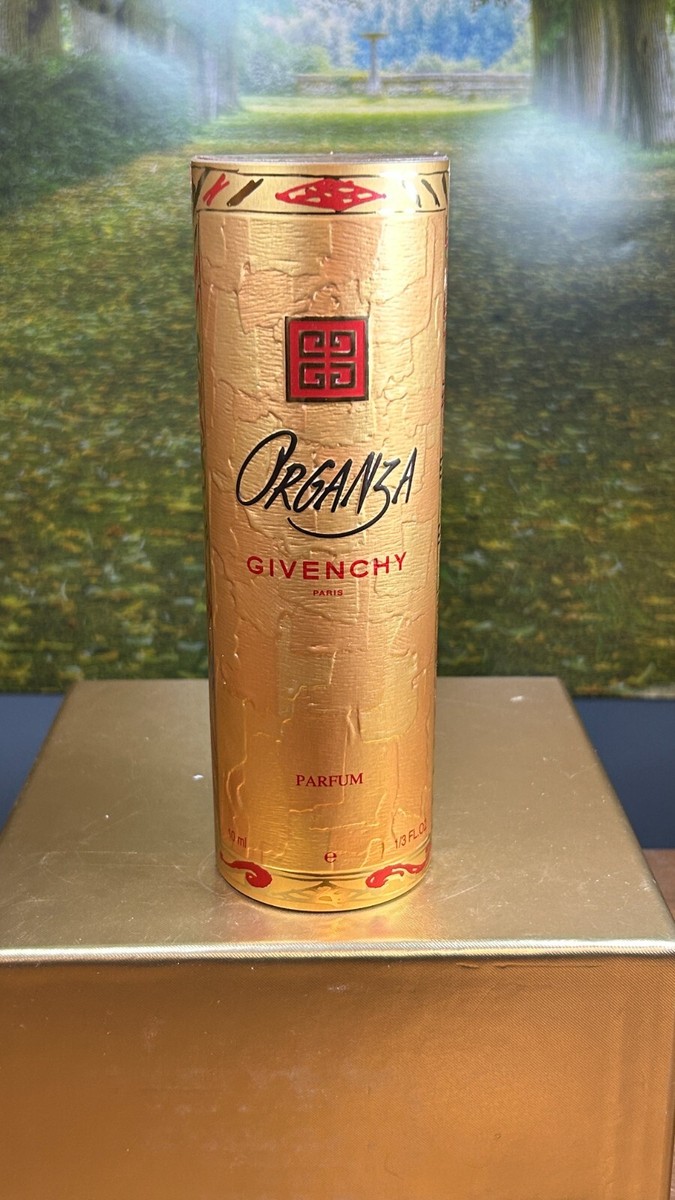 ORGANZA
GIVENCHY
PARIS
PARFUM
10 ml 1/3 FL.OZ
e